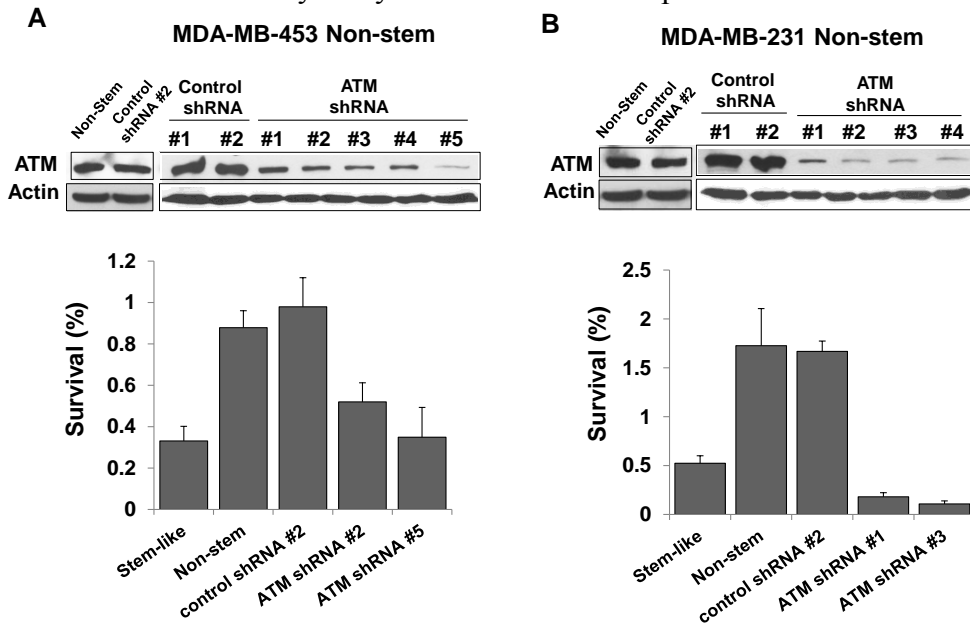 A
MDA-MB-453 Non-stem
Non-Stem
Control shRNA #2
Control shRNA
ATM shRNA
#1 #2 #1 #2 #3 #4 #5
ATM
Actin
Survival (%)
1.2
1
0.8
0.6
0.4
0.2
0
Stem-like
Non-stem
control shRNA #2
ATM shRNA #2
ATM shRNA #5
B
MDA-MB-231 Non-stem
Non-Stem
Control shRNA #2
Control shRNA
ATM shRNA
#1 #2 #1 #2 #3 #4
ATM
Actin
Survival (%)
2.5
2
1.5
1
0.5
0
Stem-like
Non-stem
control shRNA #2
ATM shRNA #1
ATM shRNA #3